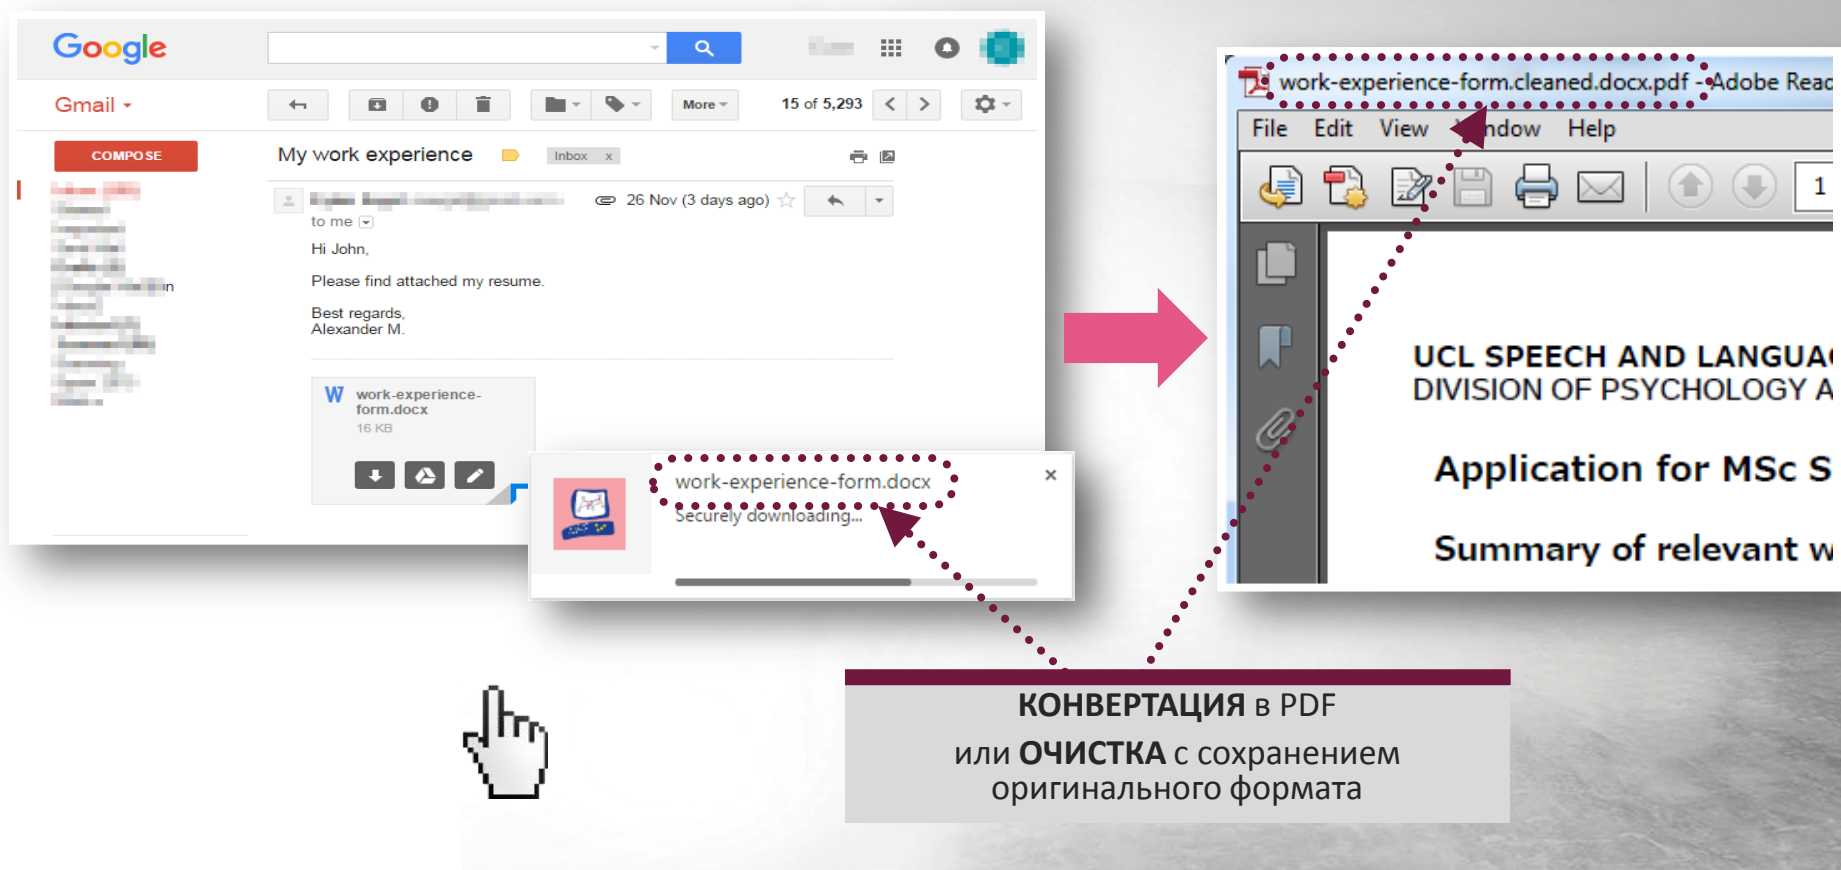 Google
Gmail
More
15 of 5,293
COMPOSE
My work experience
Inbox x
26 Nov (3 days ago)
to me
Hi John,
Please find attached my resume.
Best regards,
Alexander M.
W
work-experience-
form.docx
16 KB
work-experience-form.docx
×
Securely downloading...
work-experience-form.cleaned.docx.pdf - Adobe Read
File Edit View Window Help
1
UCL SPEECH AND LANGUA
DIVISION OF PSYCHOLOGY A
Application for MSc S
Summary of relevant w
КОНВЕРТАЦИЯ в PDF
или ОЧИСТКА с сохранением
оригинального формата